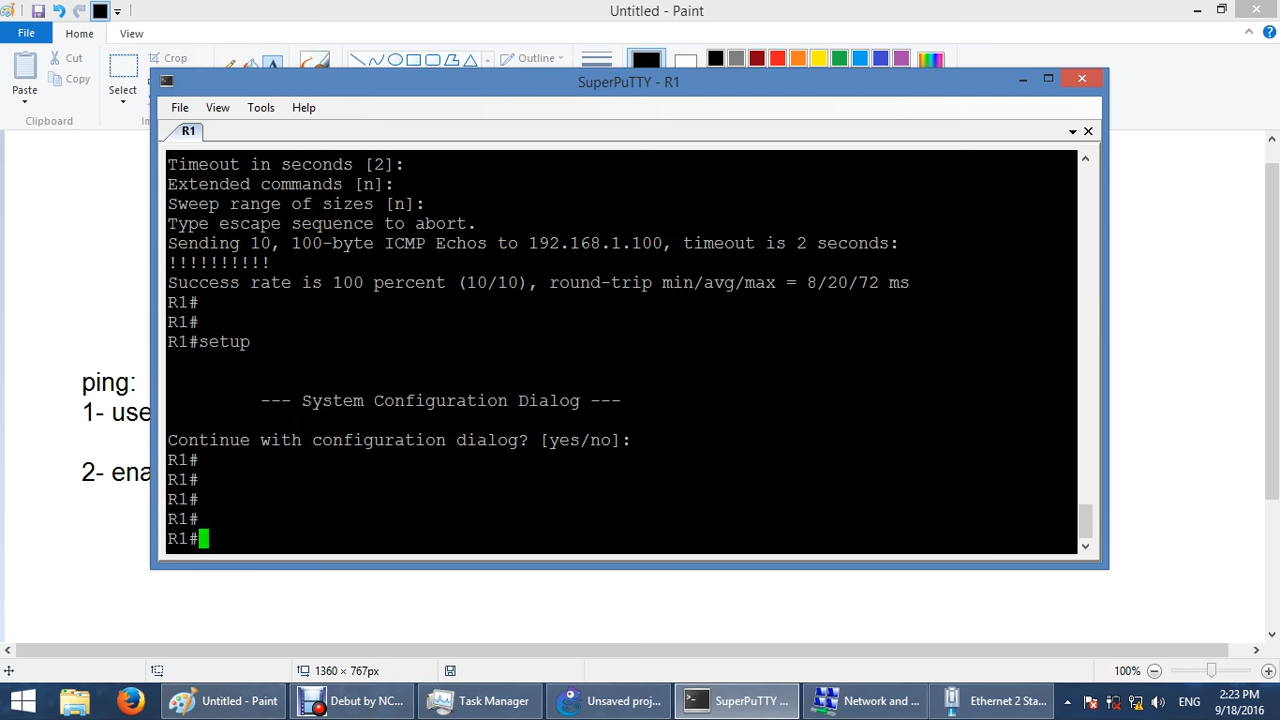 Untitled - Paint
File
Home
View
Paste
Cut
Copy
Clipboard
Select
Crop
Outline
SuperPuTTY - R1
File View Tools Help
R1
Timeout in seconds [2]:
Extended commands [n]:
Sweep range of sizes [n]:
Type escape sequence to abort.
Sending 10, 100-byte ICMP Echos to 192.168.1.100, timeout is 2 seconds:
!!!!!!!!!!
Success rate is 100 percent (10/10), round-trip min/avg/max = 8/20/72 ms
R1#
R1#
R1#setup
--- System Configuration Dialog ---
Continue with configuration dialog? [yes/no]:
R1#
R1#
R1#
R1#
R1#
ping:
1- use
2- ena
1360 × 767px
100%
Untitled - Paint
Debut by NC...
Task Manager
Unsaved proj...
SuperPuTTY ...
Network and ...
Ethernet 2 Sta...
ENG
2:23 PM
9/18/2016